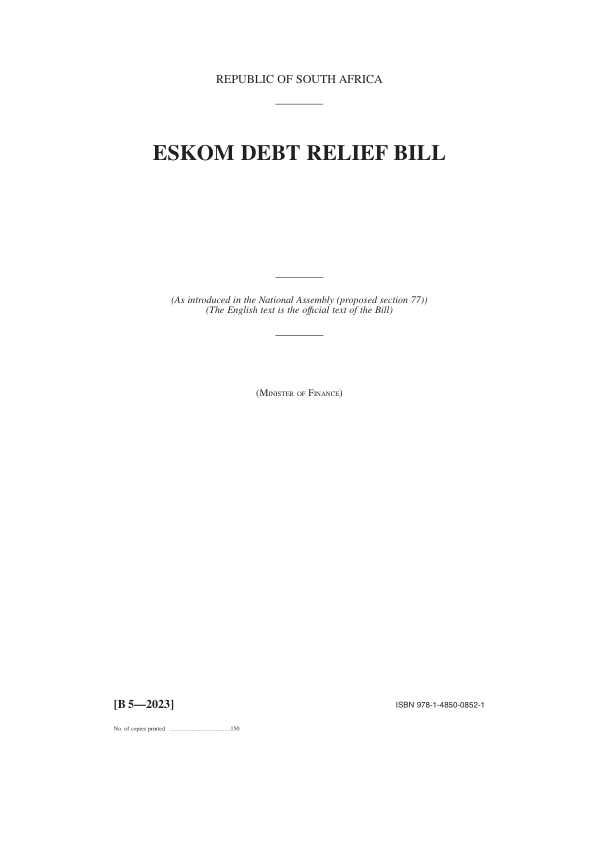 REPUBLIC OF SOUTH AFRICA
ESKOM DEBT RELIEF BILL
(As introduced in the National Assembly (proposed section 77))
(The English text is the official text of the Bill)
(Minister of Finance)
[B 5—2023]
ISBN 978-1-4850-0852-1
No. of copies printed .........................................150